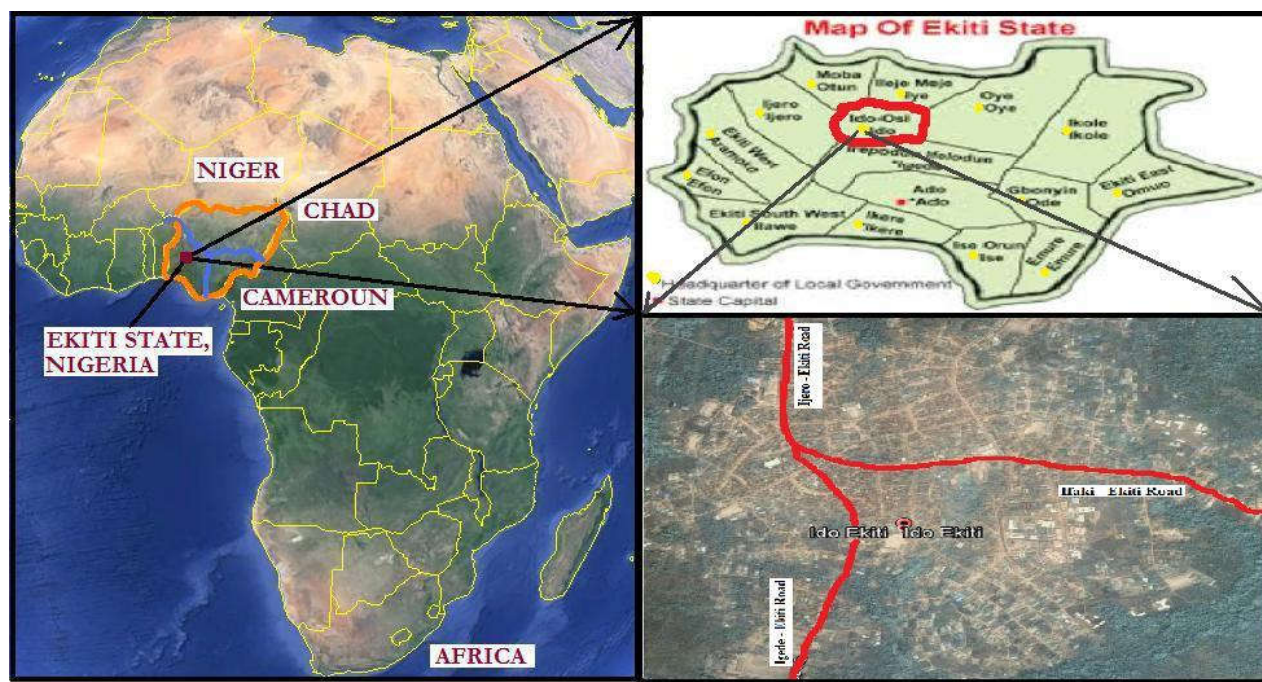 NIGER
CHAD
CAMEROUN
EKITI STATE,
NIGERIA
AFRICA
Map Of Ekiti State
Moba
Otun
Ileje Meje
Iye
Oye
Oye
Ijero
Ijero
Ido-Osi
Ido
Ikole
Ikole
Ekiti West
Aramoko
Irepodun Ifelodun
Igede
Efon
Efon
Ado
Ado
Gbonyin
Ode
Ekiti East
Omuo
Ekiti South West
Ilawe
Ikere
Ikere
Ise Orun
Ise
Emure
Emure
Headquarter of Local Government
State Capital
Ijero - Ekiti Road
Ifaki - Ekiti Road
Ido Ekiti
Ido Ekiti
Igede - Ekiti Road